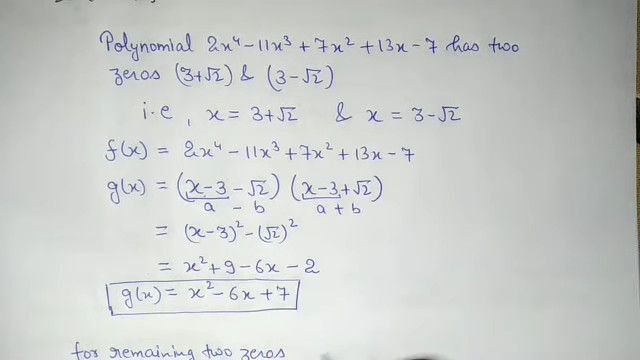 Polynomial 2x⁴ - 11x³ + 7x² + 13x - 7 has two
zeros (3+√2) & (3-√2)
i.e, x = 3+√2 & x = 3-√2
f(x) = 2x⁴ - 11x³ + 7x² + 13x - 7
g(x) = (x-3-√2) (x-3+√2)
a - b a + b
= (x-3)² - (√2)²
= x² + 9 - 6x - 2
g(x) = x² - 6x + 7
for remaining two zeros